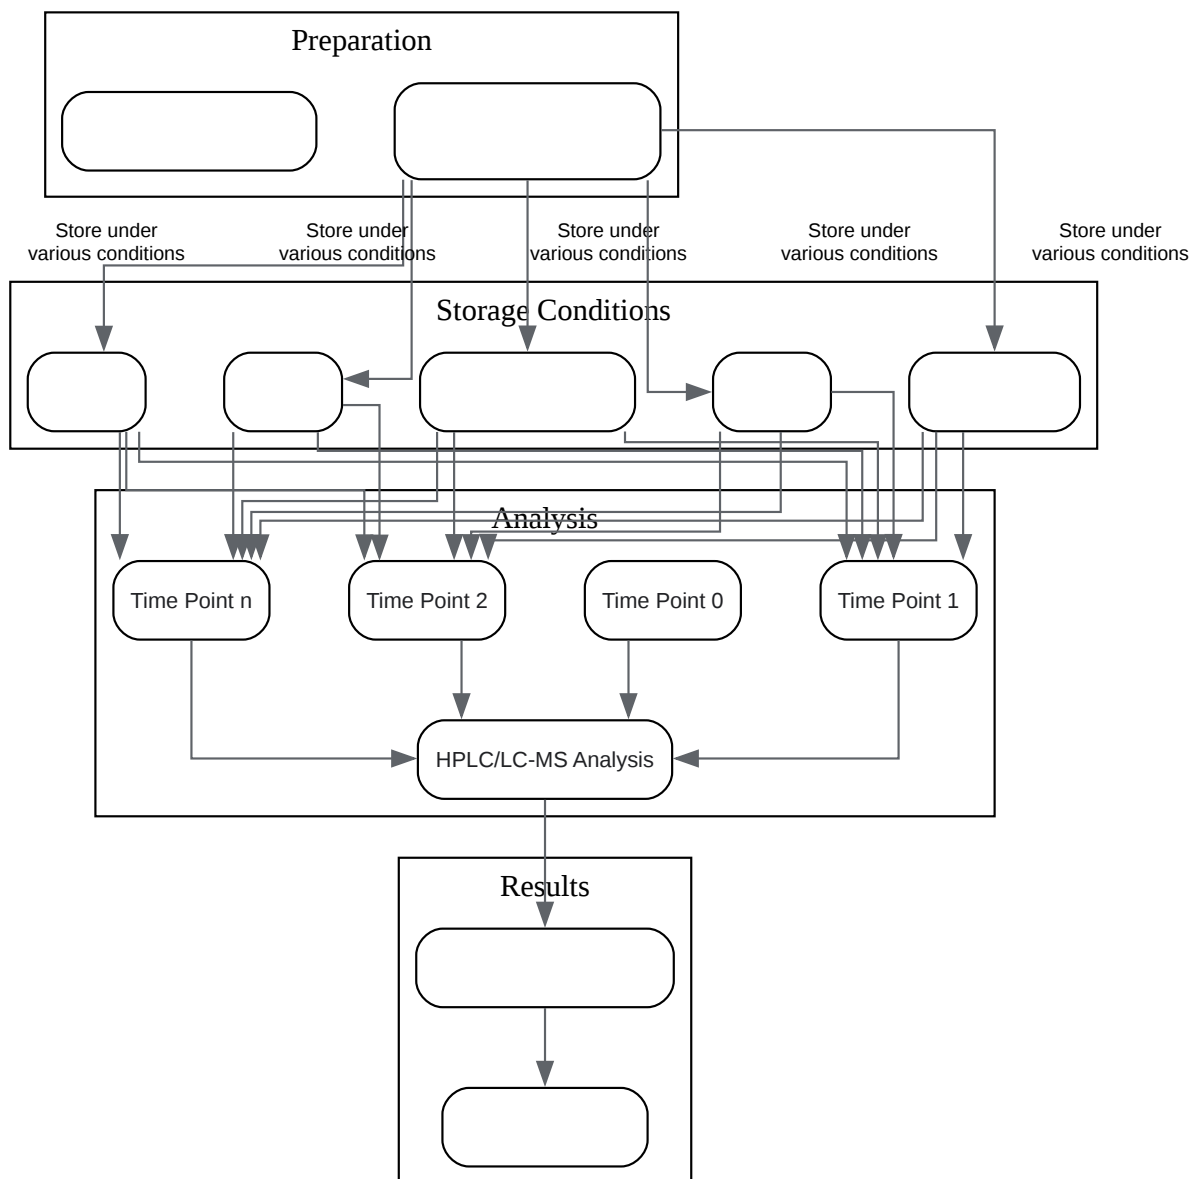 Preparation
Store under
various conditions
Store under
various conditions
Store under
various conditions
Store under
various conditions
Store under
various conditions
Storage Conditions
Analysis
Time Point n
Time Point 2
Time Point 0
Time Point 1
HPLC/LC-MS Analysis
Results